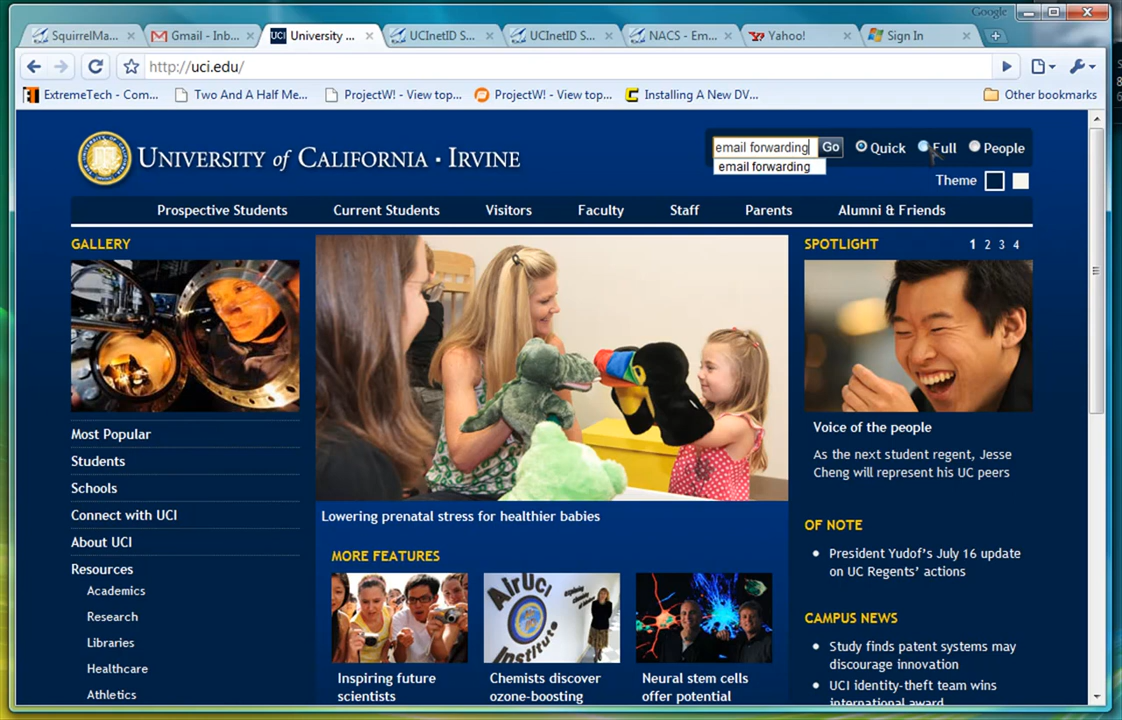 Google
SquirrelMa...
Gmail - Inb...
UCI University ...
UCInetID S...
UCInetID S...
NACS - Em...
Yahoo!
Sign In
http://uci.edu/
ExtremeTech - Com...
Two And A Half Me...
ProjectW! - View top...
ProjectW! - View top...
Installing A New DV...
Other bookmarks
UNIVERSITY of CALIFORNIA · IRVINE
email forwarding
Go
Quick
Full
People
email forwarding
Theme
Prospective Students
Current Students
Visitors
Faculty
Staff
Parents
Alumni & Friends
GALLERY
Most Popular
Students
Schools
Connect with UCI
About UCI
Resources
Academics
Research
Libraries
Healthcare
Athletics
Lowering prenatal stress for healthier babies
MORE FEATURES
AirUCI
Institute
Inspiring future
scientists
Chemists discover
ozone-boosting
Neural stem cells
offer potential
SPOTLIGHT
1 2 3 4
Voice of the people
As the next student regent, Jesse
Cheng will represent his UC peers
OF NOTE
President Yudof's July 16 update
on UC Regents' actions
CAMPUS NEWS
Study finds patent systems may
discourage innovation
UCI identity-theft team wins
international award